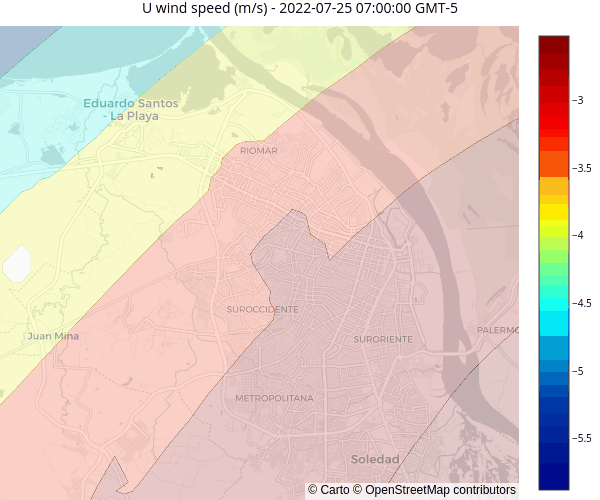 U wind speed (m/s) - 2022-07-25 07:00:00 GMT-5
Eduardo Santos
- La Playa
RIOMAR
SUROCCIDENTE
Juan Mina
SURORIENTE
PALERMO
METROPOLITANA
Soledad
© Carto © OpenStreetMap contributors
−3
−3.5
−4
−4.5
−5
−5.5